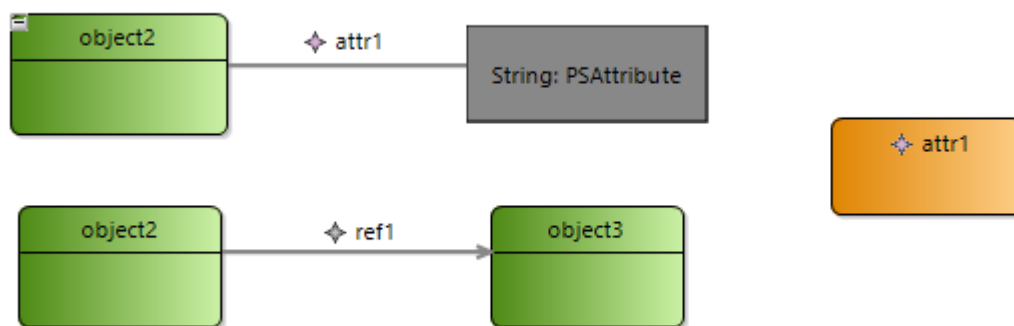 object2
attr1
String: PSAttribute
attr1
object2
ref1
object3